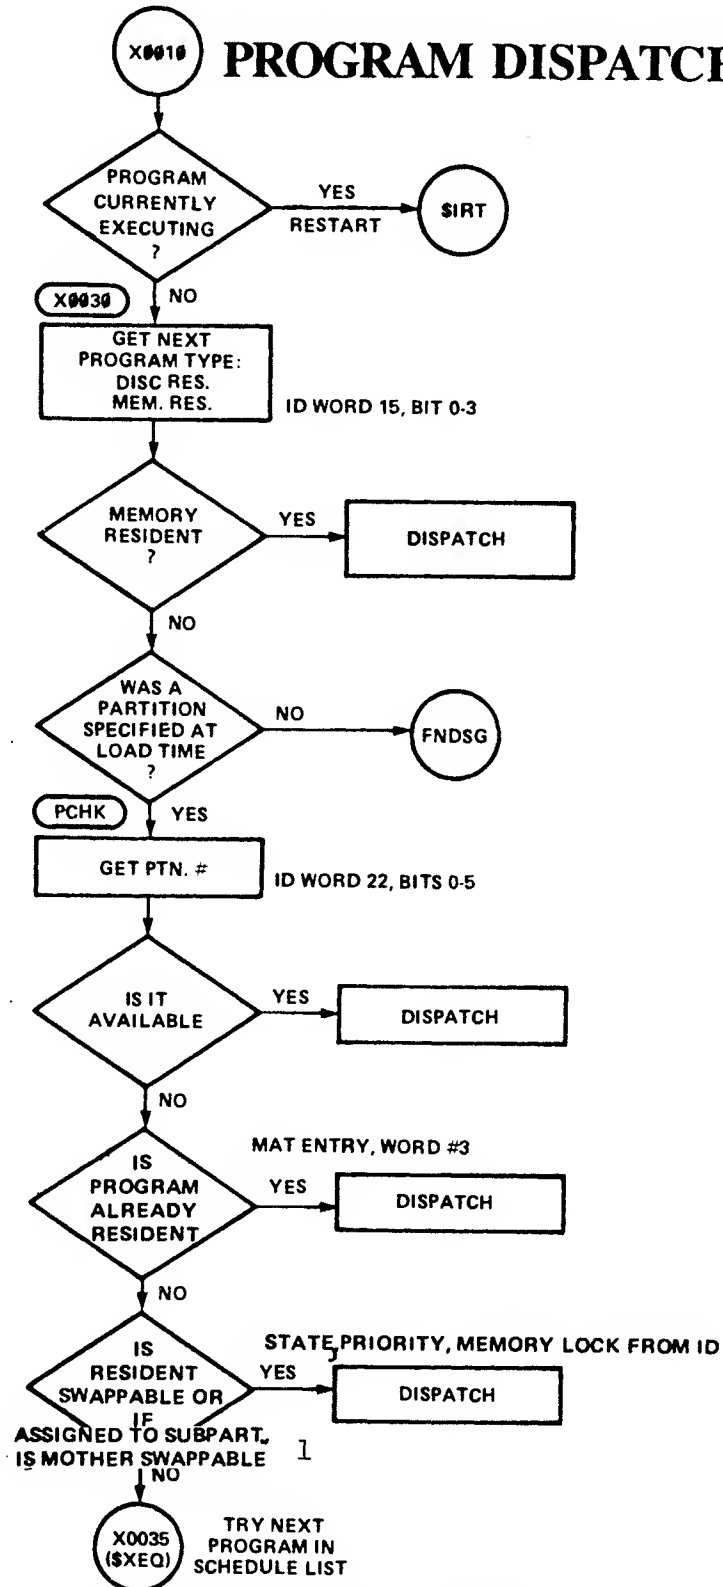 X0010
PROGRAM DISPATCH
PROGRAM
CURRENTLY
EXECUTING
?
YES
RESTART
$IRT
NO
X0030
GET NEXT
PROGRAM TYPE:
DISC RES.
MEM. RES.
ID WORD 15, BIT 0-3
MEMORY
RESIDENT
?
YES
DISPATCH
NO
WAS A
PARTITION
SPECIFIED AT
LOAD TIME
?
NO
FNDSG
PCHK
YES
GET PTN. #
ID WORD 22, BITS 0-5
IS IT
AVAILABLE
YES
DISPATCH
NO
MAT ENTRY, WORD #3
IS
PROGRAM
ALREADY
RESIDENT
YES
DISPATCH
NO
STATE, PRIORITY, MEMORY LOCK FROM ID
IS
RESIDENT
SWAPPABLE OR
IF
ASSIGNED TO SUBPART,
IS MOTHER SWAPPABLE
1
YES
DISPATCH
NO
X0035
($XEQ)
TRY NEXT
PROGRAM IN
SCHEDULE LIST